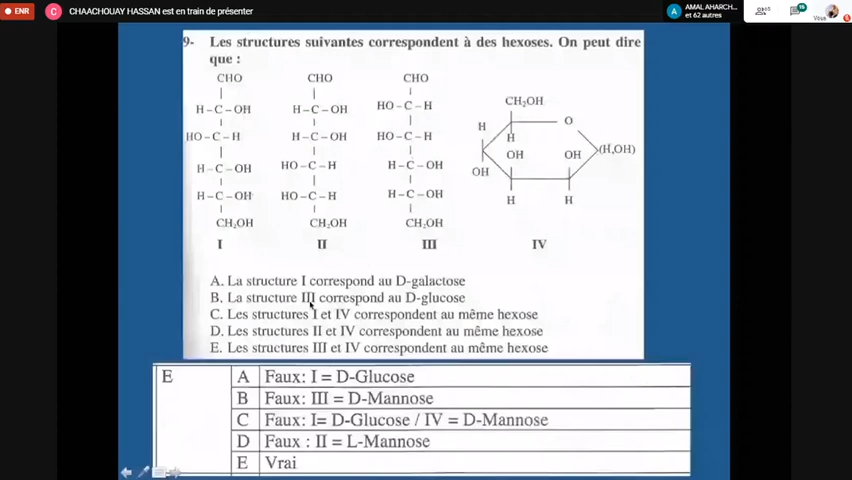 ENR
CHAACHOUAY HASSAN est en train de présenter
AMAL AHARCH...
et 62 autres
Vous
9- Les structures suivantes correspondent à des hexoses. On peut dire
que :
CHO CHO CHO
H-C-OH H-C-OH HO-C-H
HO-C-H H-C-OH HO-C-H
H-C-OH HO-C-H H-C-OH
H-C-OH HO-C-H H-C-OH
CH₂OH CH₂OH CH₂OH
CH₂OH
O
H H
OH OH (H,OH)
OH
H H
I II III IV
A. La structure I correspond au D-galactose
B. La structure III correspond au D-glucose
C. Les structures I et IV correspondent au même hexose
D. Les structures II et IV correspondent au même hexose
E. Les structures III et IV correspondent au même hexose
E A Faux: I = D-Glucose
B Faux: III = D-Mannose
C Faux: I= D-Glucose / IV = D-Mannose
D Faux : II = L-Mannose
E Vrai